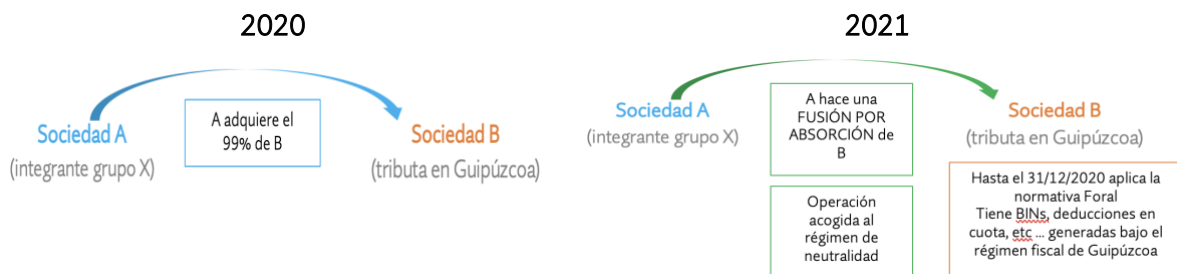 2020
A adquiere el
99% de B
Sociedad A
(integrante grupo X)
Sociedad B
(tributa en Guipúzcoa)
2021
Sociedad A
(integrante grupo X)
A hace una
FUSIÓN POR
ABSORCIÓN de
B
Operación
acogida al
régimen de
neutralidad
Sociedad B
(tributa en Guipúzcoa)
Hasta el 31/12/2020 aplica la
normativa Foral
Tiene BINs, deducciones en
cuota, etc ... generadas bajo el
régimen fiscal de Guipúzcoa